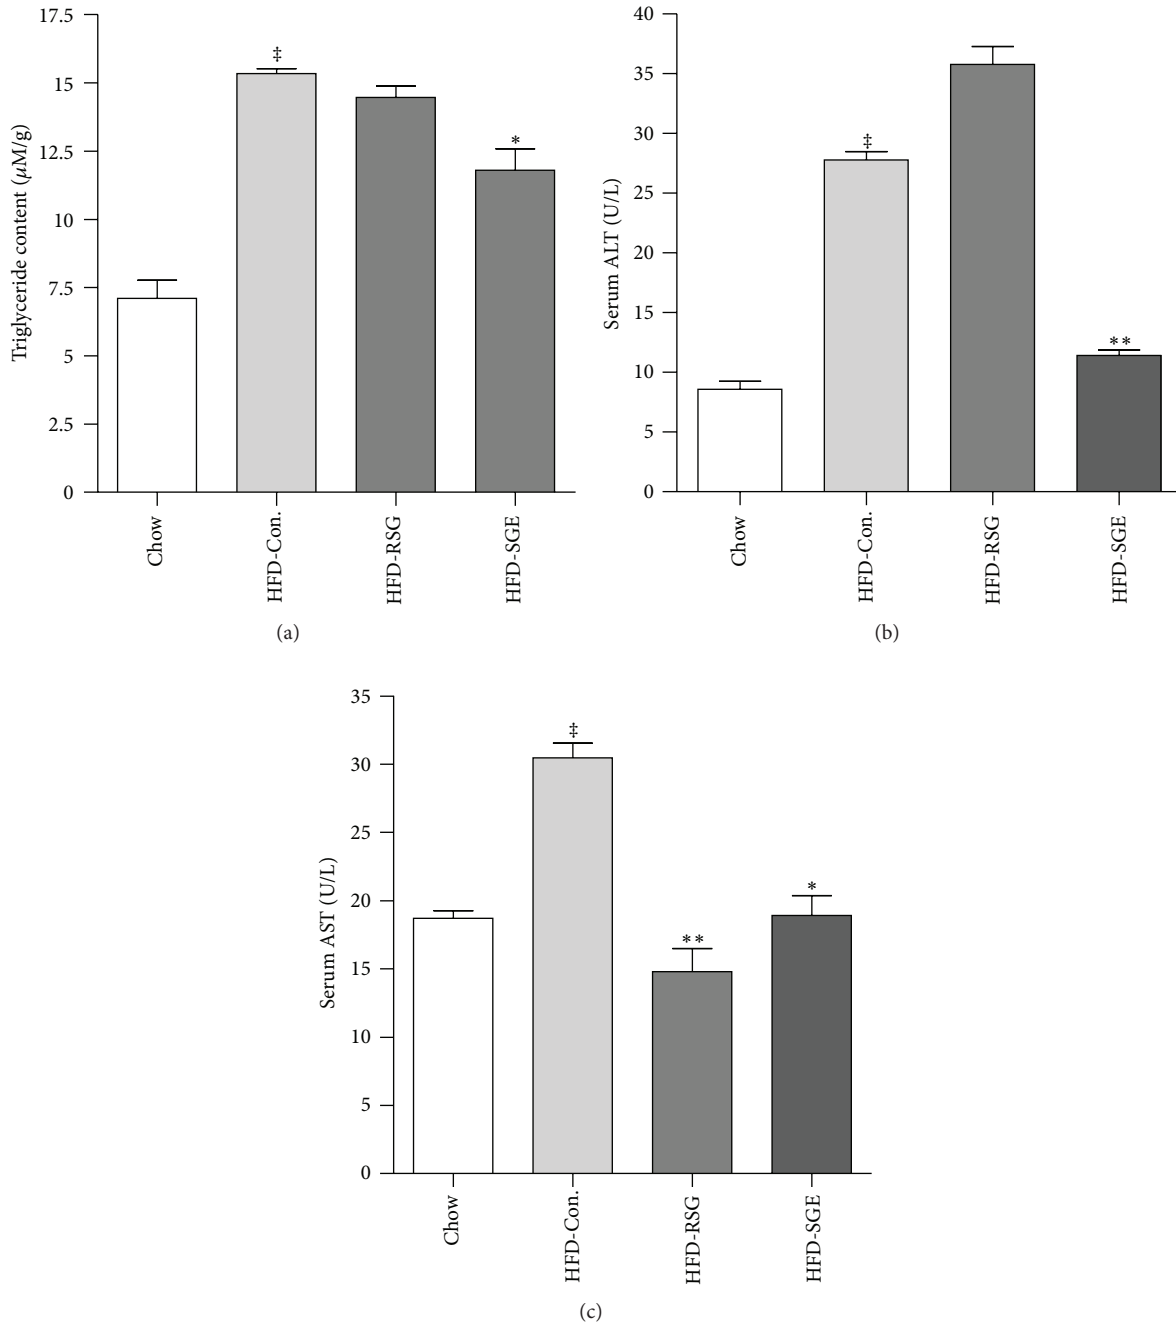 17.5
15
12.5
10
7.5
5
2.5
0
Triglyceride content (μM/g)
‡
*
Chow
HFD-Con.
HFD-RSG
HFD-SGE
(a)
40
35
30
25
20
15
10
5
0
Serum ALT (U/L)
‡
**
Chow
HFD-Con.
HFD-RSG
HFD-SGE
(b)
35
30
25
20
15
10
5
0
Serum AST (U/L)
‡
**
*
Chow
HFD-Con.
HFD-RSG
HFD-SGE
(c)